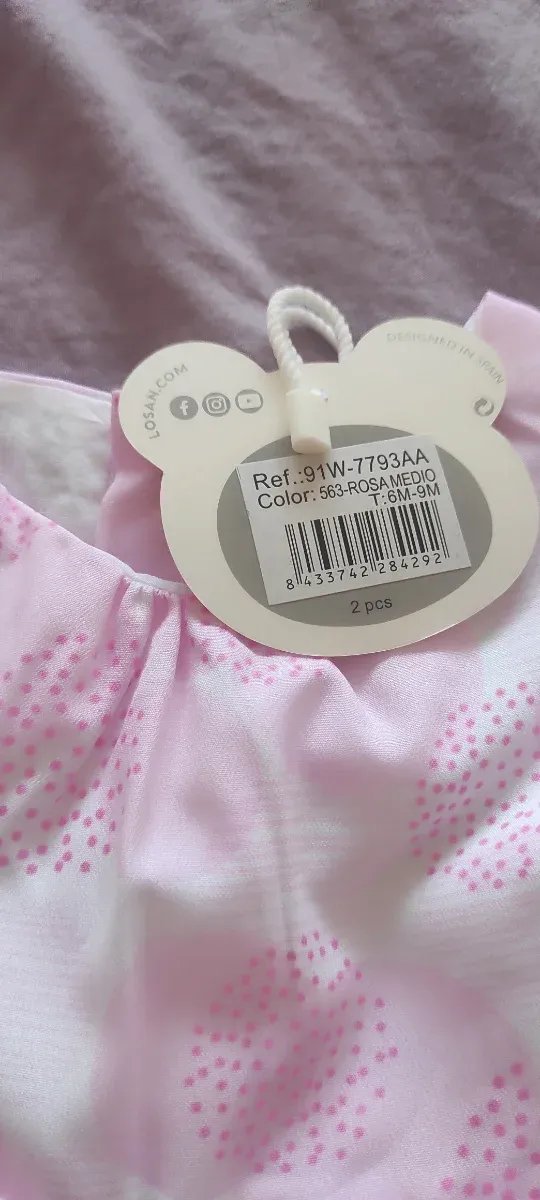 LOSAN.COM
DESIGNED IN SPAIN
Ref.:91W-7793AA
Color: 563-ROSA MEDIO
T:6M-9M
8 433742 284292
2 pcs